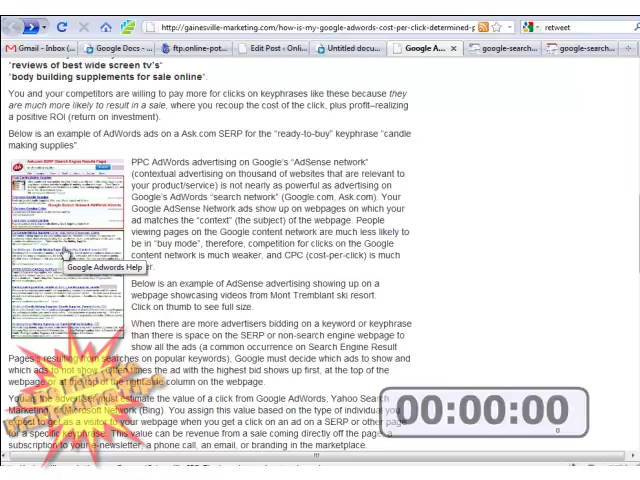 http://gainesville-marketing.com/how-is-my-google-adwords-cost-per-click-determined-p
retweet
Gmail - Inbox (...
Google Docs - ...
ftp.online-pot...
Edit Post ‹ Onli...
Untitled docu...
Google A...
google-search...
google-search...
"reviews of best wide screen tv's"
"body building supplements for sale online".
You and your competitors are willing to pay more for clicks on keyphrases like these because they
are much more likely to result in a sale, where you recoup the cost of the click, plus profit–realizing
a positive ROI (return on investment).
Below is an example of AdWords ads on a Ask.com SERP for the "ready-to-buy" keyphrase "candle
making supplies"
PPC AdWords advertising on Google's "AdSense network"
(contextual advertising on thousand of websites that are relevant to
your product/service) is not nearly as powerful as advertising on
Google's AdWords "search network" (Google.com, Ask.com). Your
Google AdSense Network ads show up on webpages on which your
ad matches the "context" (the subject) of the webpage. People
viewing pages on the Google content network are much less likely to
be in "buy mode", therefore, competition for clicks on the Google
content network is much weaker, and CPC (cost-per-click) is much
er.
Google Adwords Help
Below is an example of AdSense advertising showing up on a
webpage showcasing videos from Mont Tremblant ski resort.
Click on thumb to see full size.
When there are more advertisers bidding on a keyword or keyphrase
than there is space on the SERP or non-search engine webpage to
show all the ads (a common occurrence on Search Engine Result
Pages resulting from searches on popular keywords), Google must decide which ads to show and
which ads to not show. Often times the ad with the highest bid shows up first, at the top of the
webpage or at the top of the right side column on the webpage.
You as the advertiser must estimate the value of a click from Google AdWords, Yahoo Search
Marketing, or Microsoft Network (Bing). You assign this value based on the type of individual you
expect to get as a visitor to your webpage when you get a click on an ad on a SERP or other page
for a specific keyphrase. This value can be revenue from a sale coming directly off the page, a
subscription to your e-newsletter, a phone call, an email, or branding in the marketplace.
00:00:00
0